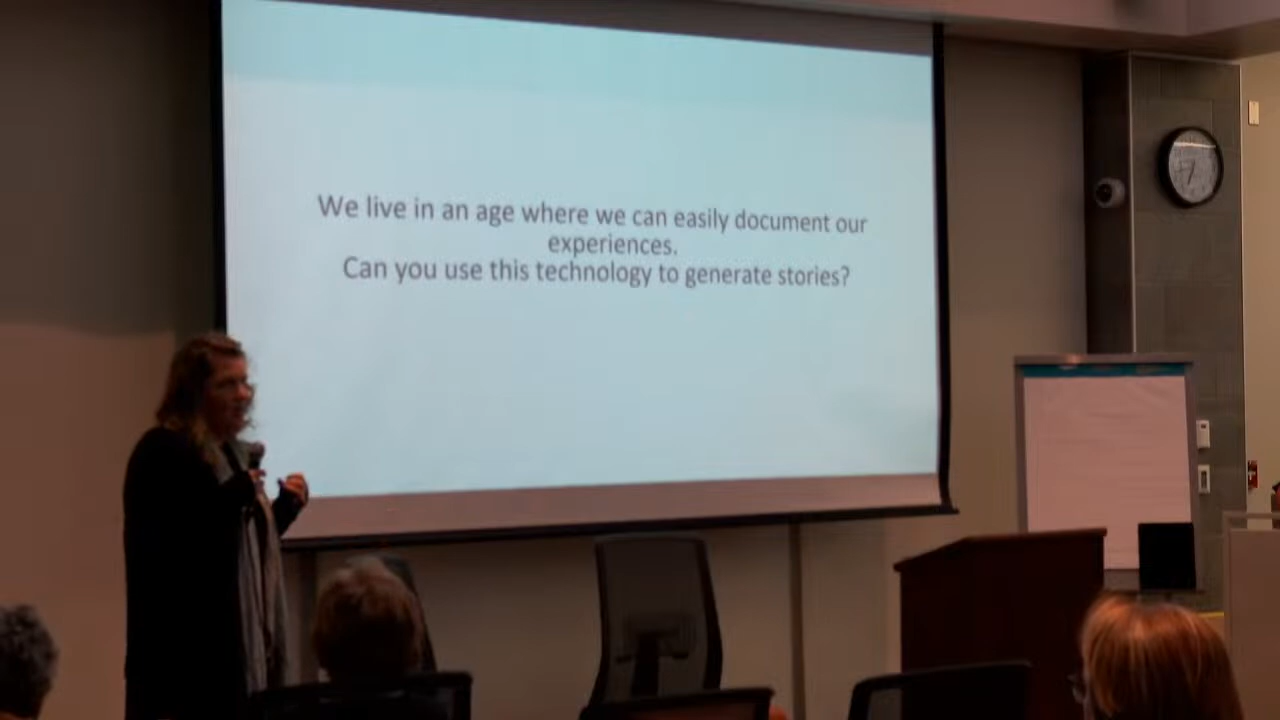 We live in an age where we can easily document our
experiences.
Can you use this technology to generate stories?